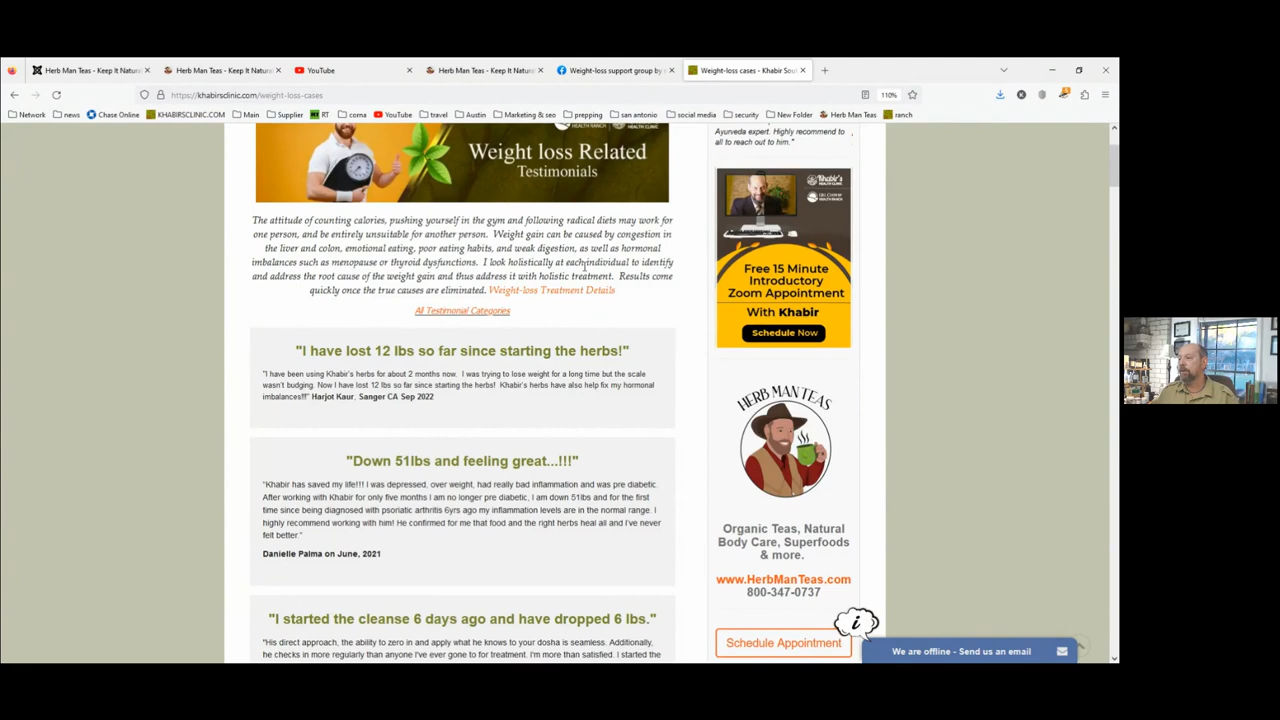 Herb Man Teas - Keep It Natura
Herb Man Teas - Keep It Natura
YouTube
Herb Man Teas - Keep It Natura
Weight-loss support group by
Weight-loss cases - Khabir Sout
https://khabirsclinic.com/weight-loss-cases
110%
Network
news
Chase Online
KHABIRSCLINIC.COM
Main
Supplier
RT
corna
YouTube
travel
Austin
Marketing & seo
prepping
san antonio
social media
security
New Folder
Herb Man Teas
ranch
Weight loss Related
Testimonials
The attitude of counting calories, pushing yourself in the gym and following radical diets may work for
one person, and be entirely unsuitable for another person.  Weight gain can be caused by congestion in
the liver and colon, emotional eating, poor eating habits, and weak digestion, as well as hormonal
imbalances such as menopause or thyroid dysfunctions.  I look holistically at each individual to identify
and address the root cause of the weight gain and thus address it with holistic treatment.  Results come
quickly once the true causes are eliminated. Weight-loss Treatment Details
All Testimonial Categories
"I have lost 12 lbs so far since starting the herbs!"
"I have been using Khabir's herbs for about 2 months now.  I was trying to lose weight for a long time but the scale
wasn't budging. Now I have lost 12 lbs so far since starting the herbs!  Khabir's herbs have also help fix my hormonal
imbalances!!!" Harjot Kaur, Sanger CA Sep 2022
"Down 51lbs and feeling great...!!!"
"Khabir has saved my life!!! I was depressed, over weight, had really bad inflammation and was pre diabetic.
After working with Khabir for only five months I am no longer pre diabetic, I am down 51lbs and for the first
time since being diagnosed with psoriatic arthritis 6yrs ago my inflammation levels are in the normal range. I
highly recommend working with him! He confirmed for me that food and the right herbs heal all and I've never
felt better."
Danielle Palma on June, 2021
"I started the cleanse 6 days ago and have dropped 6 lbs."
"His direct approach, the ability to zero in and apply what he knows to your dosha is seamless. Additionally,
he checks in more regularly than anyone I've ever gone to for treatment. I'm more than satisfied. I started the
Ayurveda expert. Highly recommend to
all to reach out to him."
Khabir's
Free 15 Minute
Introductory
Zoom Appointment
With Khabir
Schedule Now
HERB MAN TEAS
Organic Teas, Natural
Body Care, Superfoods
& more.
www.HerbManTeas.com
800-347-0737
Schedule Appointment
i
We are offline - Send us an email